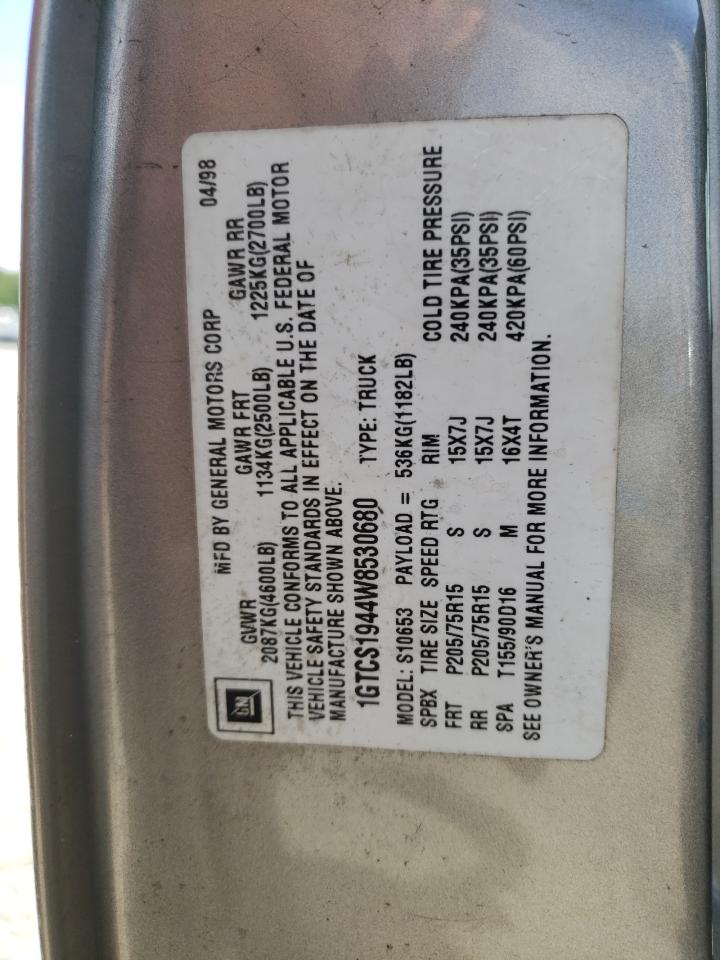 GM
MFD BY GENERAL MOTORS CORP 04/98
GVWR GAWR FRT GAWR RR
2087KG(4600LB) 1134KG(2500LB) 1225KG(2700LB)
THIS VEHICLE CONFORMS TO ALL APPLICABLE U.S. FEDERAL MOTOR
VEHICLE SAFETY STANDARDS IN EFFECT ON THE DATE OF
MANUFACTURE SHOWN ABOVE.
1GTCS1944W8530680 TYPE: TRUCK
MODEL: S10653 PAYLOAD = 536KG(1182LB)
SPBX TIRE SIZE SPEED RTG RIM COLD TIRE PRESSURE
FRT P205/75R15 S 15X7J 240KPA(35PSI)
RR P205/75R15 S 15X7J 240KPA(35PSI)
SPA T155/90D16 M 16X4T 420KPA(60PSI)
SEE OWNER'S MANUAL FOR MORE INFORMATION.